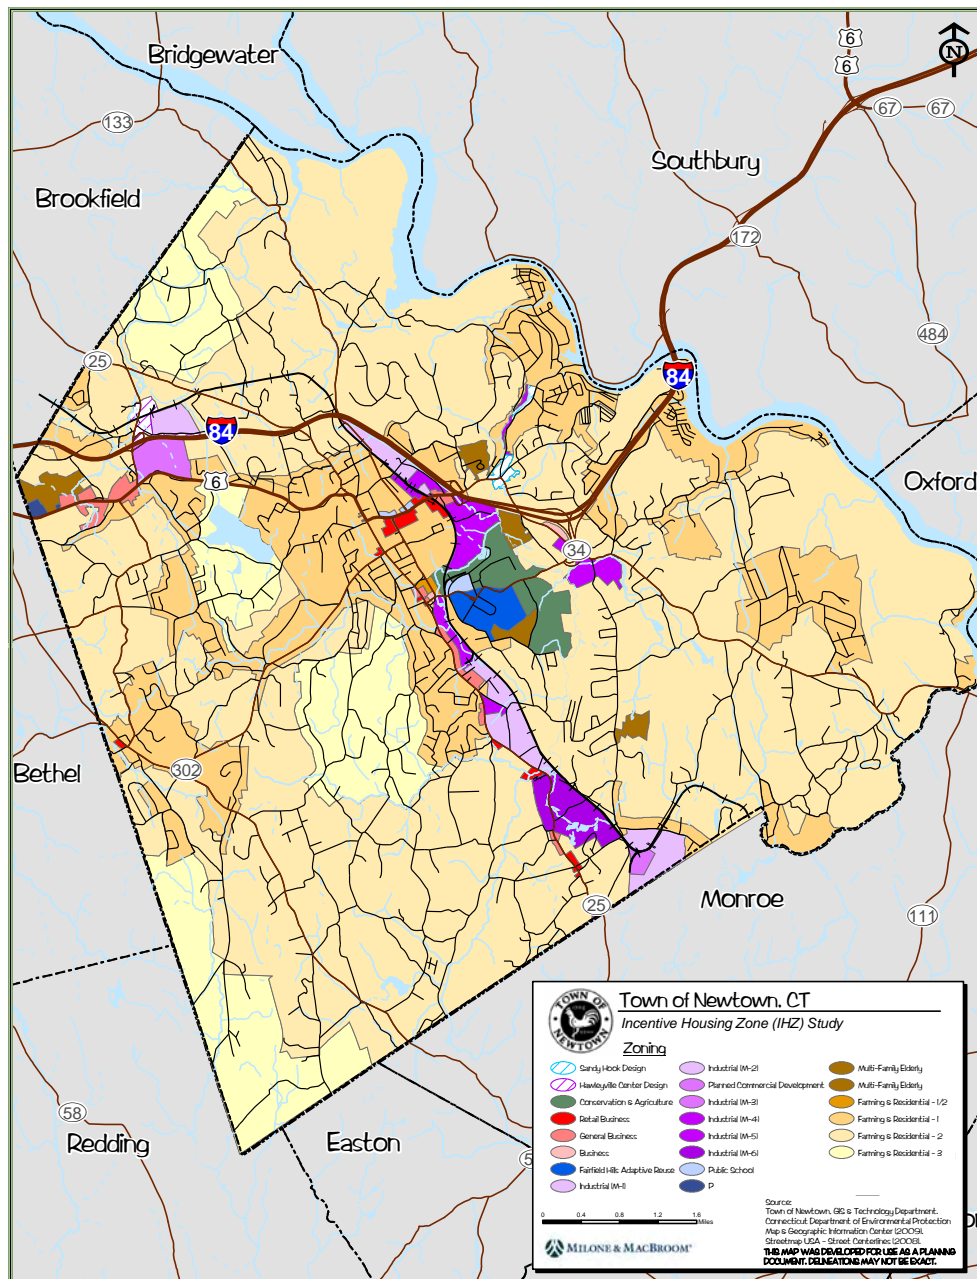 6
6
N
Bridgewater
67
67
133
Southbury
Brookfield
172
484
25
84
84
6
Oxford
34
Bethel
302
25
Monroe
111
58
Redding
Easton
5
TOWN OF
NEWTOWN
Town of Newtown, CT
Incentive Housing Zone (IHZ) Study
Zoning
Sandy Hook Design
Hawleyville Center Design
Conservation & Agriculture
Retail Business
General Business
Business
Fairfield Hills Adaptive Reuse
Industrial (M-1)
Industrial (M-2)
Planned Commercial Development
Industrial (M-3)
Industrial (M-4)
Industrial (M-5)
Industrial (M-6)
Public School
P
Multi-Family Elderly
Multi-Family Elderly
Farming & Residential - 1/2
Farming & Residential - 1
Farming & Residential - 2
Farming & Residential - 3
0 0.4 0.8 1.2 1.6
Miles
MILONE & MACBROOM
Source:
Town of Newtown, GIS & Technology Department.
Connecticut Department of Environmental Protection
Map & Geographic Information Center (2009).
Streetmap USA - Street Centerlines (2008).
THIS MAP WAS DEVELOPED FOR USE AS A PLANNING
DOCUMENT. DELINEATIONS MAY NOT BE EXACT.